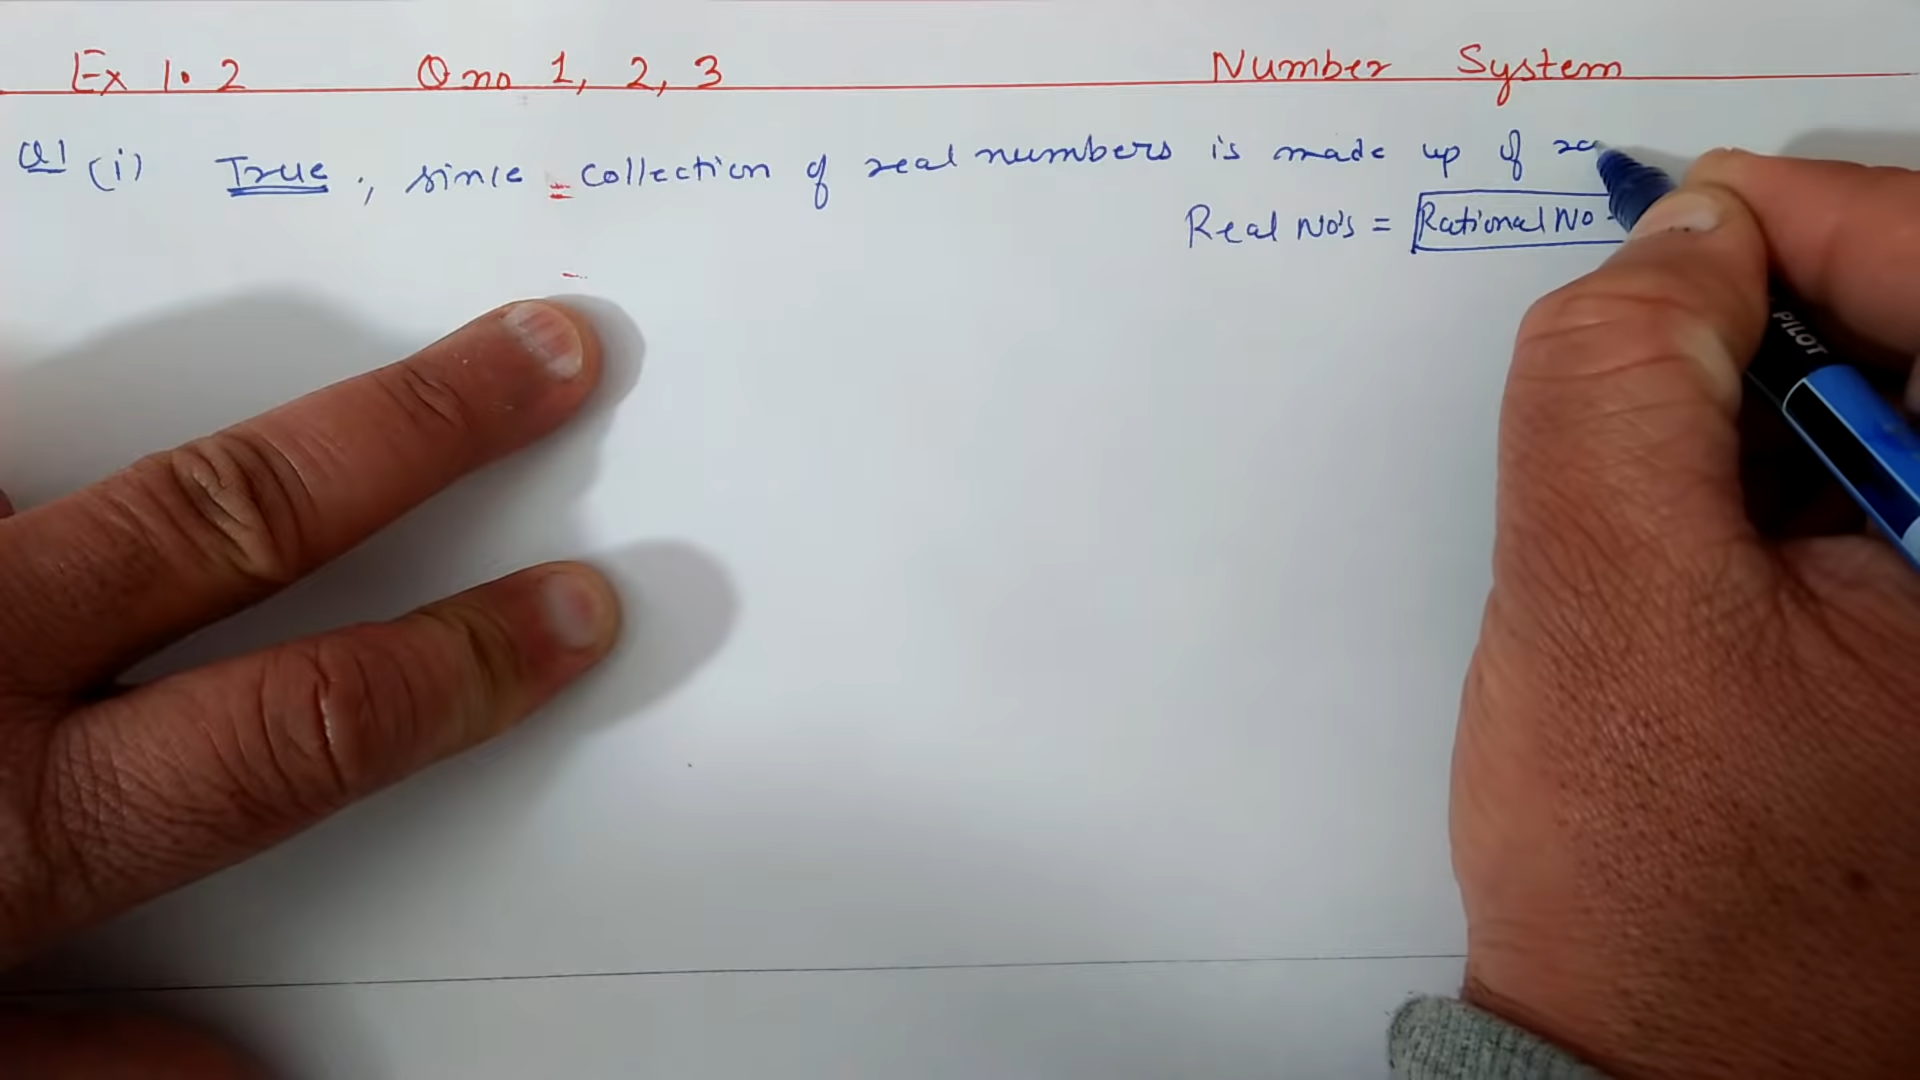 Ex 1.2 Q no 1, 2, 3 Number System
Q1 (i) True, since collection of real numbers is made up of
Real No's = Rational No
PILOT